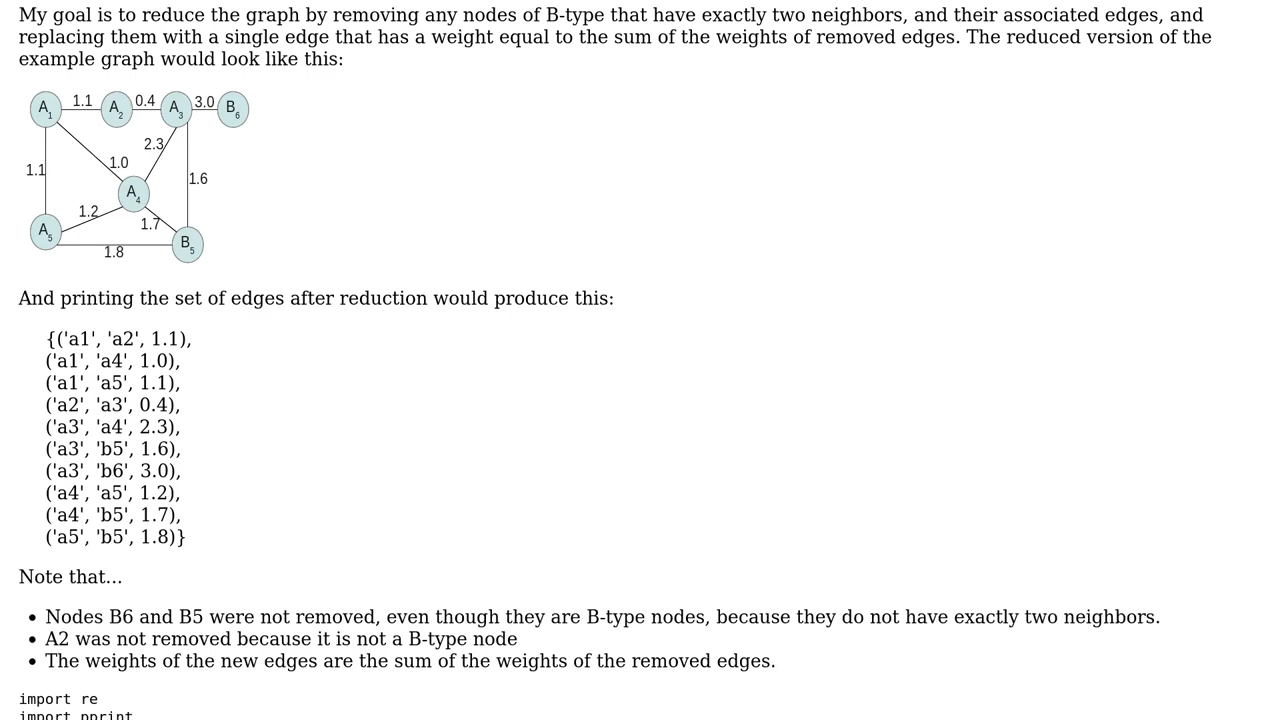 My goal is to reduce the graph by removing any nodes of B-type that have exactly two neighbors, and their associated edges, and
replacing them with a single edge that has a weight equal to the sum of the weights of removed edges. The reduced version of the
example graph would look like this:
A1 1.1 A2 0.4 A3 3.0 B6
2.3
1.0
1.1
1.6
A4
1.2
1.7
A5
B5
1.8
And printing the set of edges after reduction would produce this:
{('a1', 'a2', 1.1),
('a1', 'a4', 1.0),
('a1', 'a5', 1.1),
('a2', 'a3', 0.4),
('a3', 'a4', 2.3),
('a3', 'b5', 1.6),
('a3', 'b6', 3.0),
('a4', 'a5', 1.2),
('a4', 'b5', 1.7),
('a5', 'b5', 1.8)}
Note that...
• Nodes B6 and B5 were not removed, even though they are B-type nodes, because they do not have exactly two neighbors.
• A2 was not removed because it is not a B-type node
• The weights of the new edges are the sum of the weights of the removed edges.
import re
import pprint